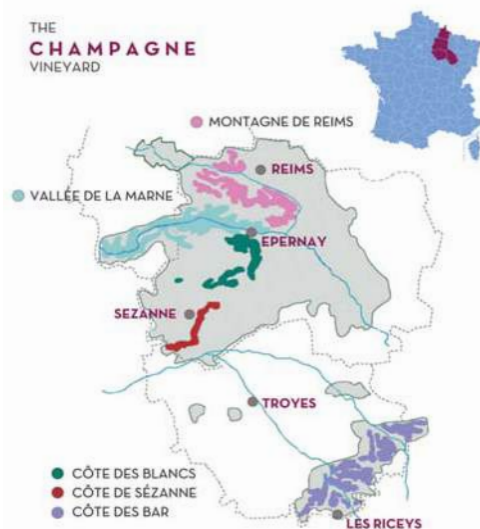 THE
CHAMPAGNE
VINEYARD
MONTAGNE DE REIMS
REIMS
VALLÉE DE LA MARNE
EPERNAY
SEZANNE
TROYES
CÔTE DES BLANCS
CÔTE DE SÉZANNE
CÔTE DES BAR
LES RICEYS